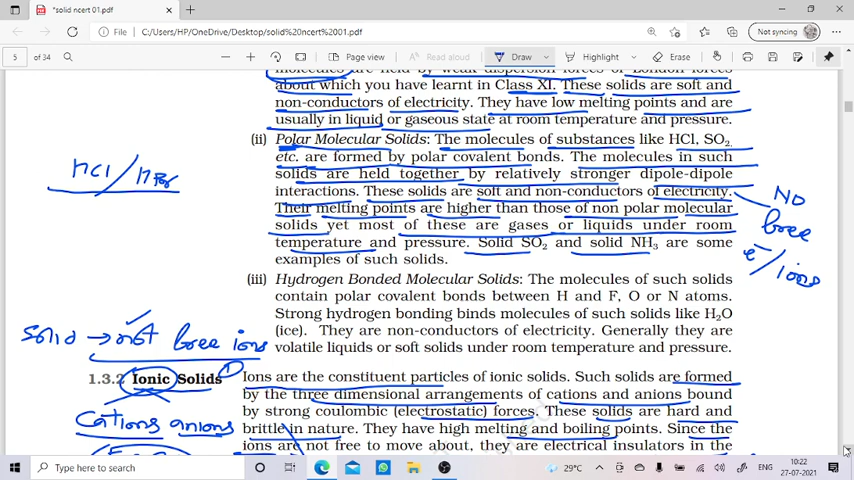 *solid ncert 01.pdf
File C:/Users/HP/OneDrive/Desktop/solid%20ncert%2001.pdf
Not syncing
5 of 34
Page view
Read aloud
Draw
Highlight
Erase
molecules are held by weak dispersion forces or London forces
about which you have learnt in Class XI. These solids are soft and
non-conductors of electricity. They have low melting points and are
usually in liquid or gaseous state at room temperature and pressure.
(ii) Polar Molecular Solids: The molecules of substances like HCl, SO2,
etc. are formed by polar covalent bonds. The molecules in such
solids are held together by relatively stronger dipole-dipole
interactions. These solids are soft and non-conductors of electricity.
Their melting points are higher than those of non polar molecular
solids yet most of these are gases or liquids under room
temperature and pressure. Solid SO2 and solid NH3 are some
examples of such solids.
HCl/
No
free
e-/ions
(iii) Hydrogen Bonded Molecular Solids: The molecules of such solids
contain polar covalent bonds between H and F, O or N atoms.
Strong hydrogen bonding binds molecules of such solids like H2O
(ice). They are non-conductors of electricity. Generally they are
volatile liquids or soft solids under room temperature and pressure.
Solid → not free ions
1.3.2 Ionic Solids
1
Ions are the constituent particles of ionic solids. Such solids are formed
by the three dimensional arrangements of cations and anions bound
by strong coulombic (electrostatic) forces. These solids are hard and
brittle in nature. They have high melting and boiling points. Since the
ions are not free to move about, they are electrical insulators in the
Cations anions
Type here to search
29°C
ENG
10:22
27-07-2021